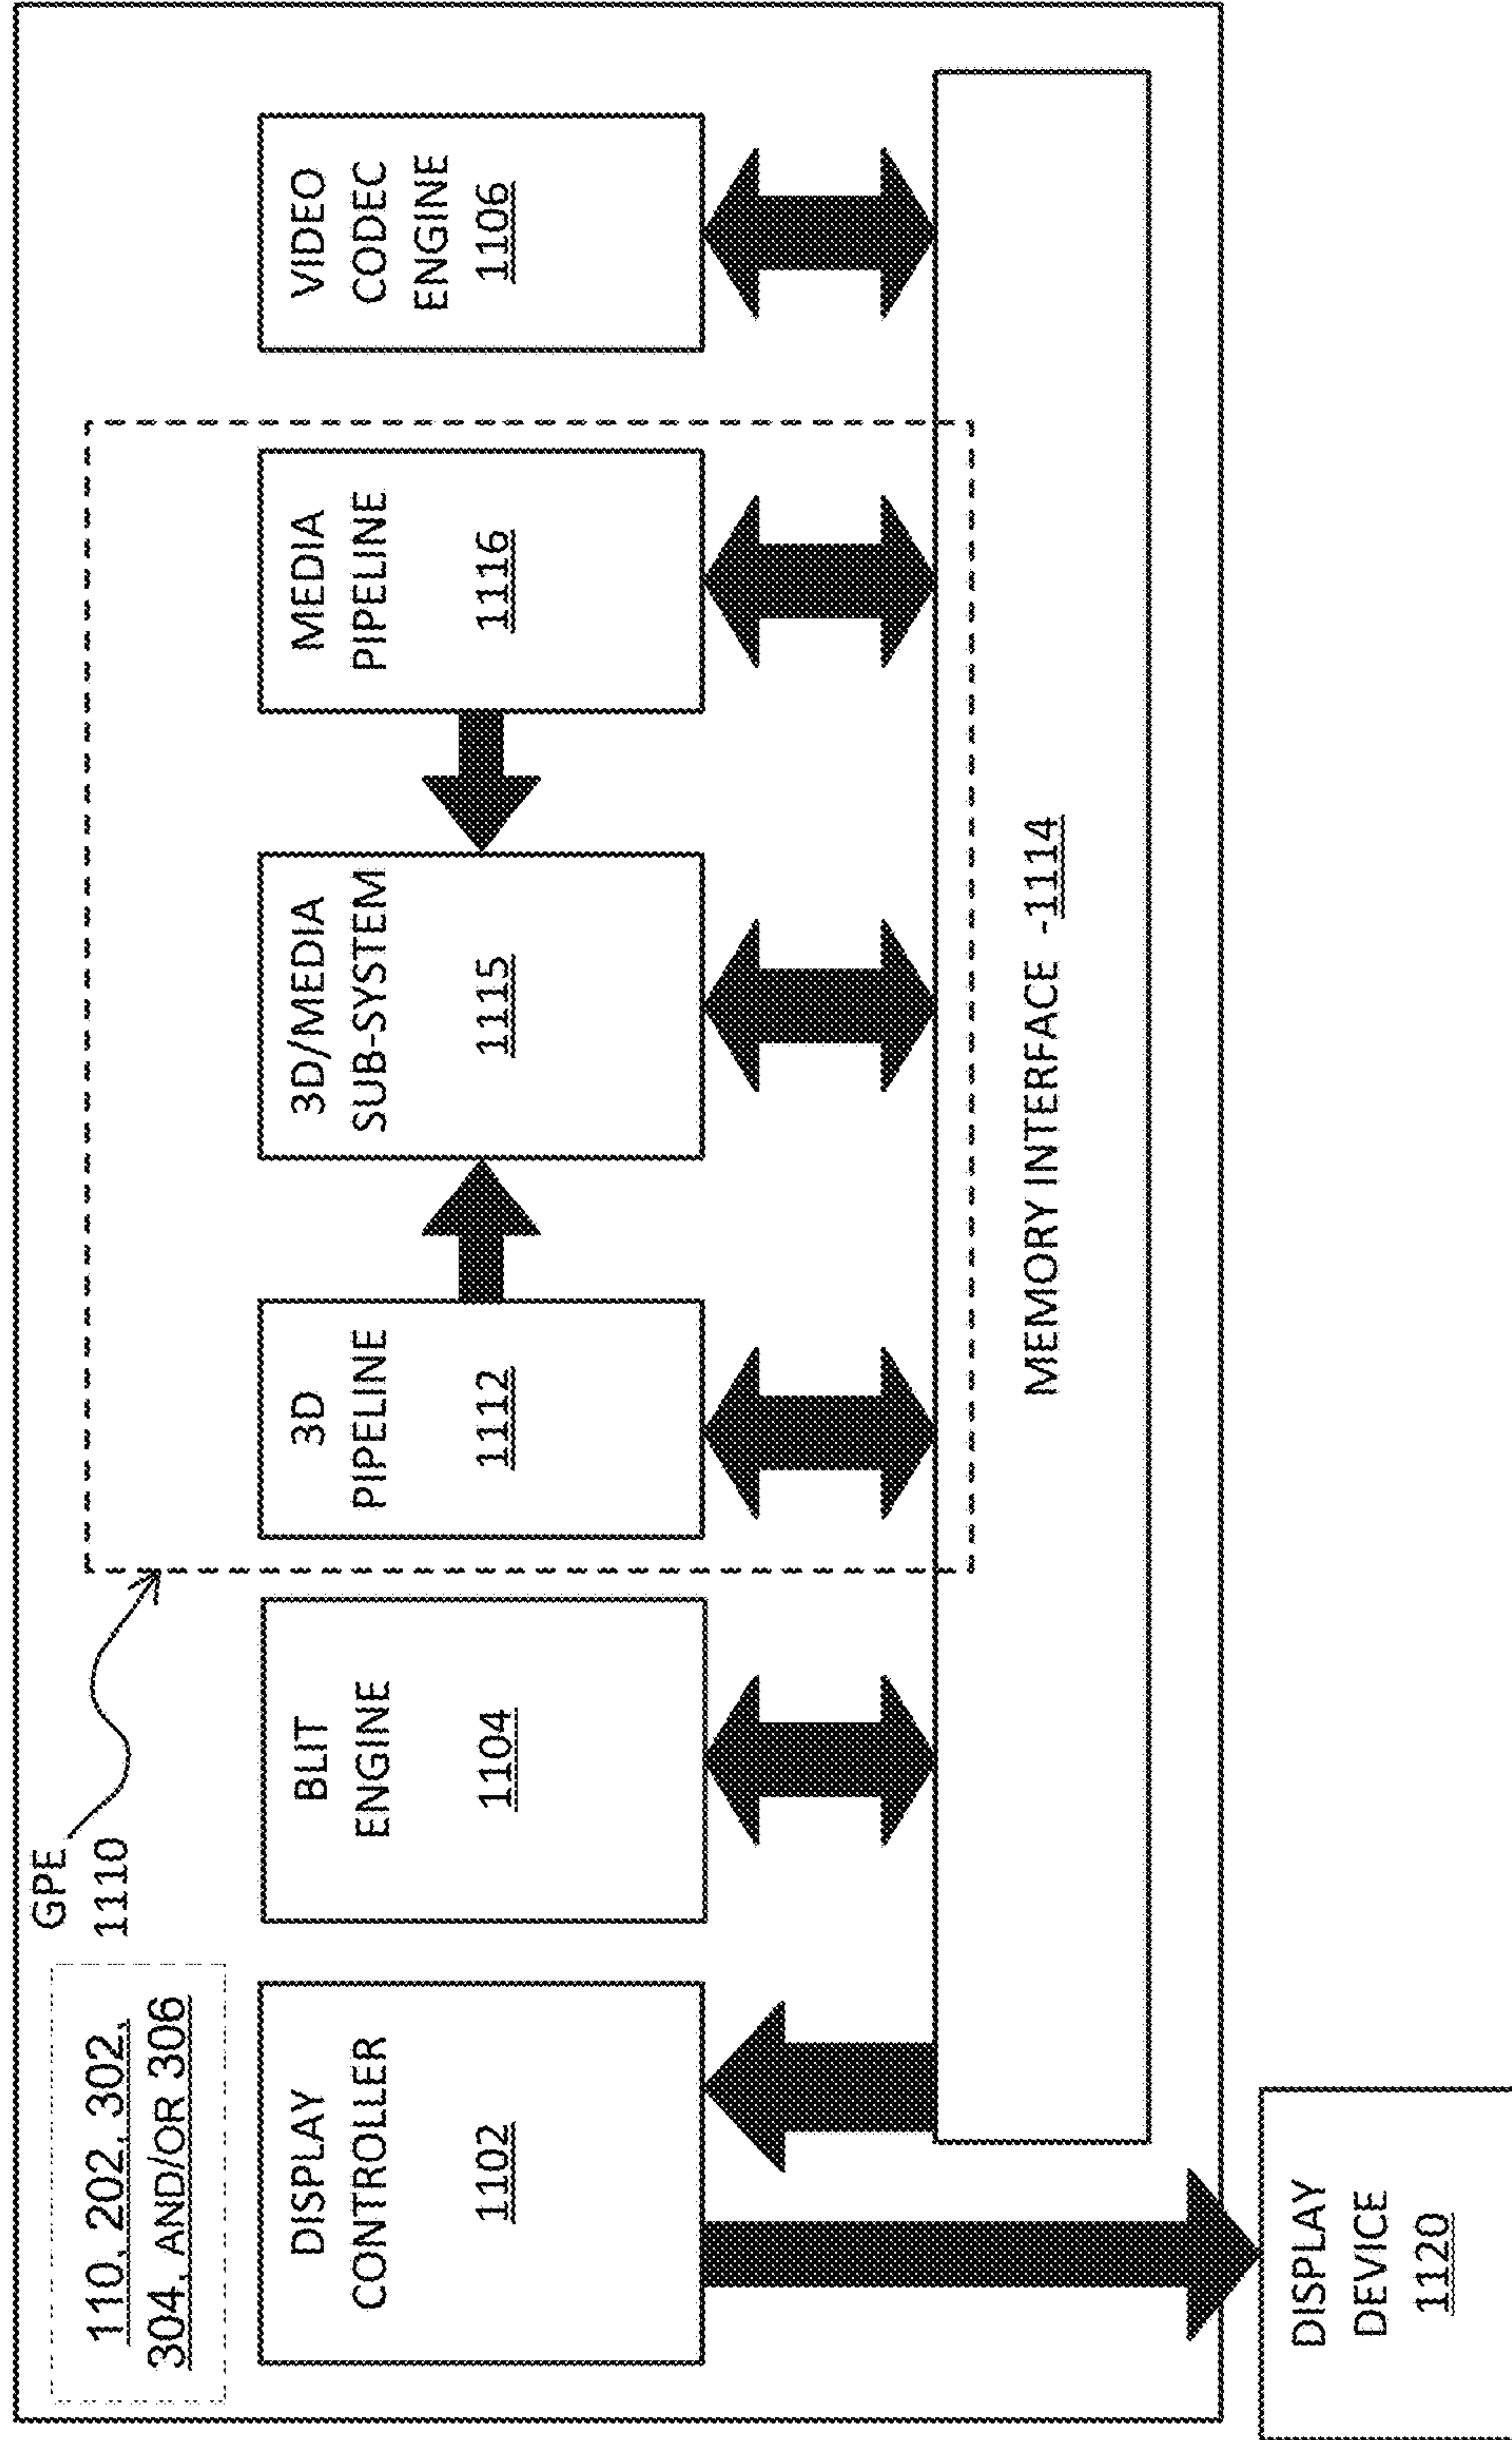 110, 202, 302,
304, AND/OR 306
GPE
1110
DISPLAY
CONTROLLER
1102
BLIT
ENGINE
1104
3D
PIPELINE
1112
3D/MEDIA
SUB-SYSTEM
1115
MEDIA
PIPELINE
1116
VIDEO
CODEC
ENGINE
1106
MEMORY INTERFACE -1114
DISPLAY
DEVICE
1120